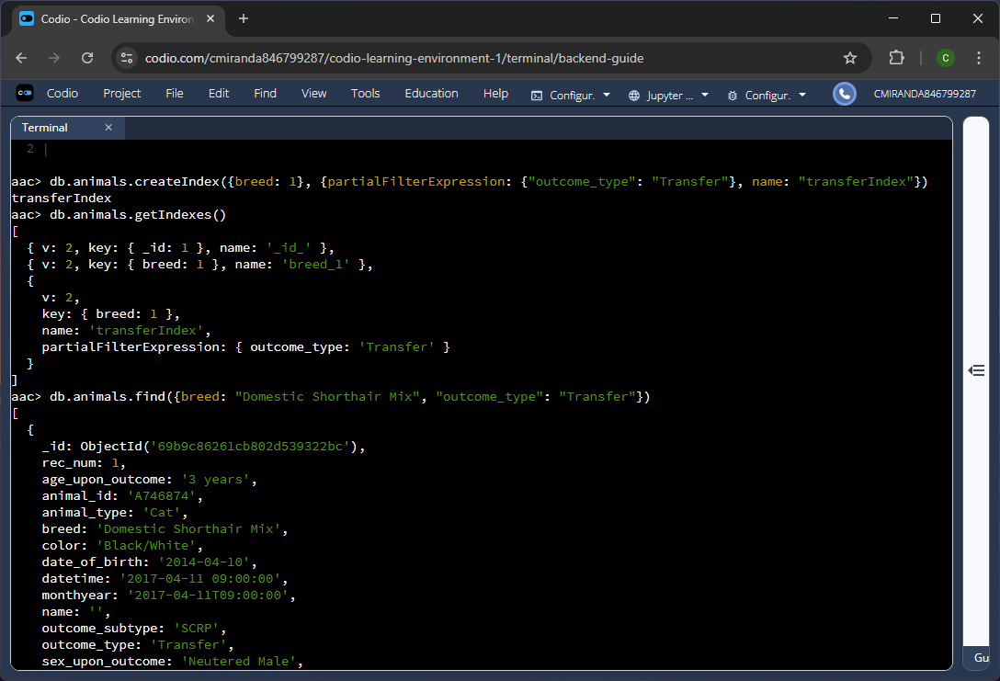 Codio - Codio Learning Environ
codio.com/cmiranda846799287/codio-learning-environment-1/terminal/backend-guide
C
Codio Project File Edit Find View Tools Education Help Configur. Jupyter ... Configur.. CMIRANDA846799287
Terminal
2 |
aac> db.animals.createIndex({breed: 1}, {partialFilterExpression: {"outcome_type": "Transfer"}, name: "transferIndex"})
transferIndex
aac> db.animals.getIndexes()
[
  { v: 2, key: { _id: 1 }, name: '_id_' },
  { v: 2, key: { breed: 1 }, name: 'breed_1' },
  {
    v: 2,
    key: { breed: 1 },
    name: 'transferIndex',
    partialFilterExpression: { outcome_type: 'Transfer' }
  }
]
aac> db.animals.find({breed: "Domestic Shorthair Mix", "outcome_type": "Transfer"})
[
  {
    _id: ObjectId('69b9c86261cb802d539322bc'),
    rec_num: 1,
    age_upon_outcome: '3 years',
    animal_id: 'A746874',
    animal_type: 'Cat',
    breed: 'Domestic Shorthair Mix',
    color: 'Black/White',
    date_of_birth: '2014-04-10',
    datetime: '2017-04-11 09:00:00',
    monthyear: '2017-04-11T09:00:00',
    name: '',
    outcome_subtype: 'SCRP',
    outcome_type: 'Transfer',
    sex_upon_outcome: 'Neutered Male',
Gu